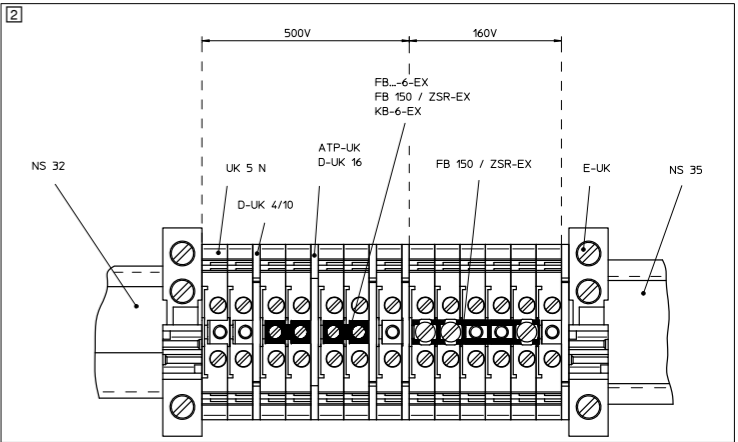 2
500V
160V
FB...-6-EX
FB 150 / ZSR-EX
KB-6-EX
NS 32
UK 5 N
D-UK 4/10
ATP-UK
D-UK 16
FB 150 / ZSR-EX
E-UK
NS 35